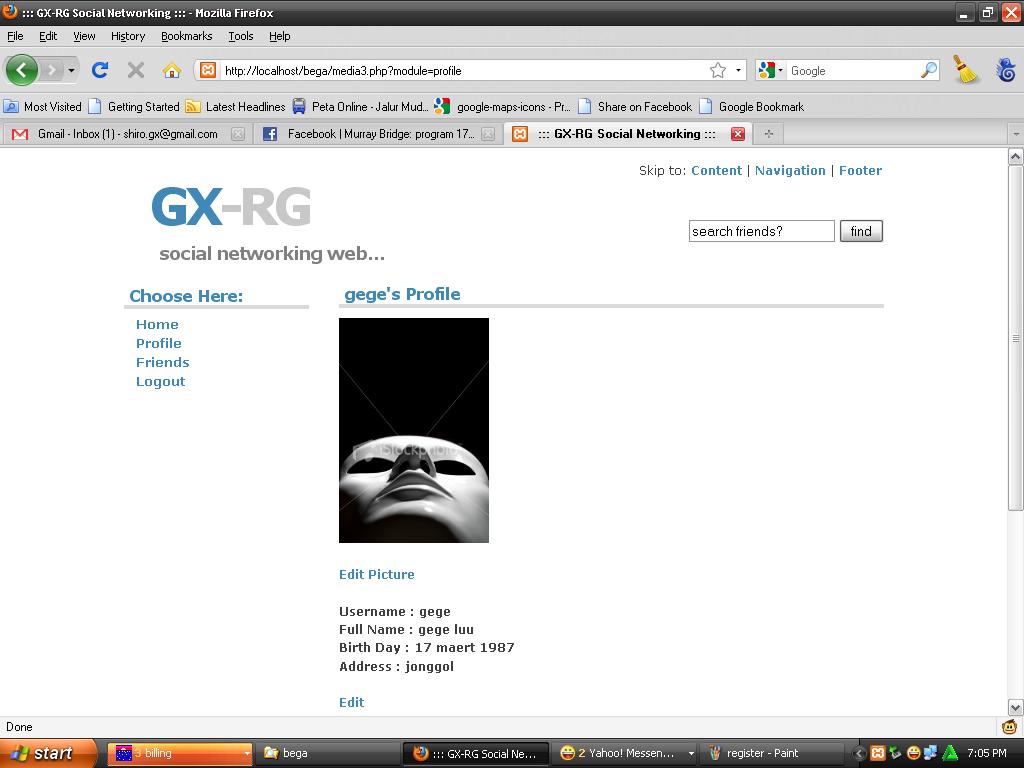 ::: GX-RG Social Networking ::: - Mozilla Firefox
File Edit View History Bookmarks Tools Help
http://localhost/bega/media3.php?module=profile
Google
Most Visited Getting Started Latest Headlines Peta Online - Jalur Mud... google-maps-icons - Pr... Share on Facebook Google Bookmark
Gmail - Inbox (1) - shiro.gx@gmail.com Facebook | Murray Bridge: program 17... ::: GX-RG Social Networking :::
Skip to: Content | Navigation | Footer
GX-RG
search friends? find
social networking web...
Choose Here:
Home
Profile
Friends
Logout
gege's Profile
iStockphoto
Edit Picture
Username : gege
Full Name : gege luu
Birth Day : 17 maert 1987
Address : jonggol
Edit
Done
start 3 billing bega ::: GX-RG Social Ne... 2 Yahoo! Messen... register - Paint 7:05 PM